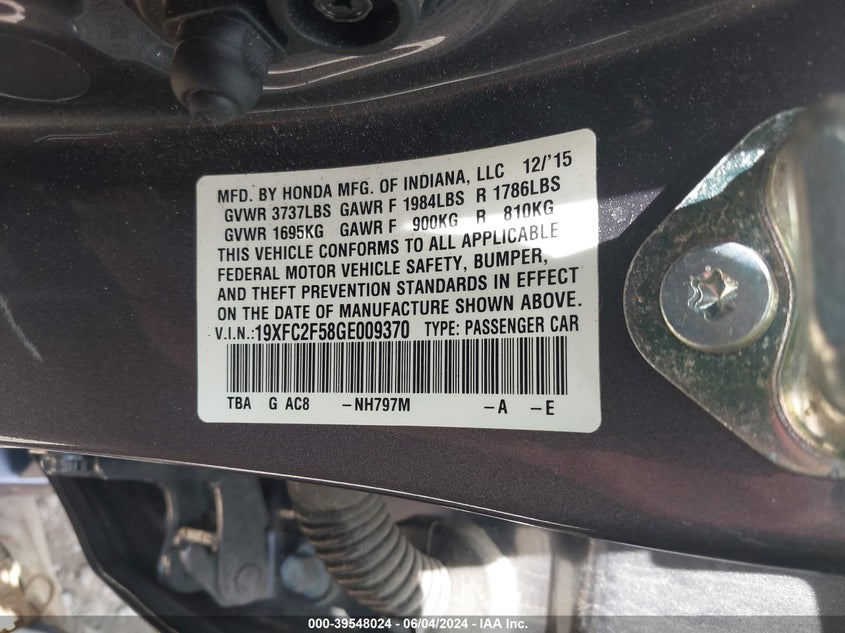 MFD. BY HONDA MFG. OF INDIANA, LLC 12/'15
GVWR 3737LBS GAWR F 1984LBS R 1786LBS
GVWR 1695KG GAWR F 900KG R 810KG
THIS VEHICLE CONFORMS TO ALL APPLICABLE
FEDERAL MOTOR VEHICLE SAFETY, BUMPER,
AND THEFT PREVENTION STANDARDS IN EFFECT
ON THE DATE OF MANUFACTURE SHOWN ABOVE.
V.I.N.:19XFC2F58GE009370 TYPE: PASSENGER CAR
TBA G AC8 -NH797M -A -E
000-39548024 - 06/04/2024 - IAA Inc.